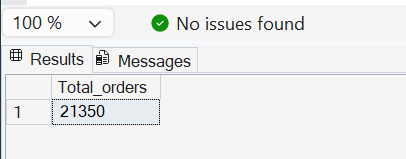 100 % No issues found
Results Messages
Total_orders
1 21350